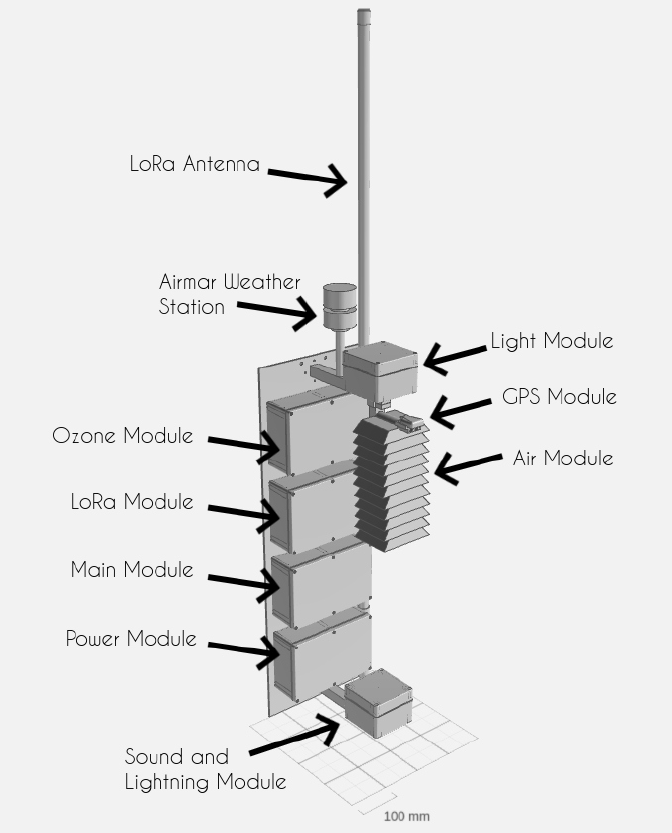 LoRa Antenna
Airmar Weather
Station
Light Module
GPS Module
Ozone Module
Air Module
LoRa Module
Main Module
Power Module
Sound and
Lightning Module
100 mm